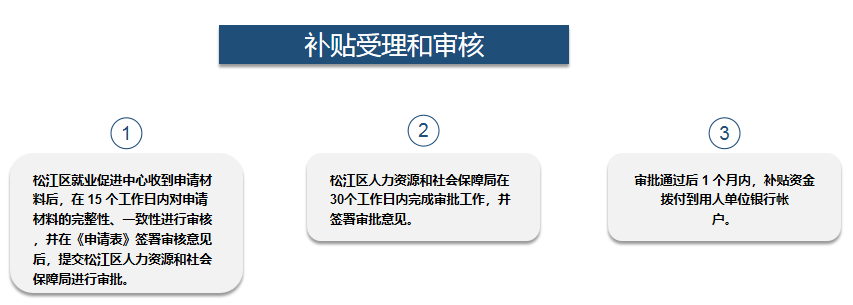 补贴受理和审核
1
松江区就业促进中心收到申请材
料后，在 15 个工作日内对申请
材料的完整性、一致性进行审核
，并在《申请表》签署审核意见
后，提交松江区人力资源和社会
保障局进行审批。
2
松江区人力资源和社会保障局在
30个工作日内完成审批工作，并
签署审批意见。
3
审批通过后 1 个月内，补贴资金
拨付到用人单位银行帐
户。